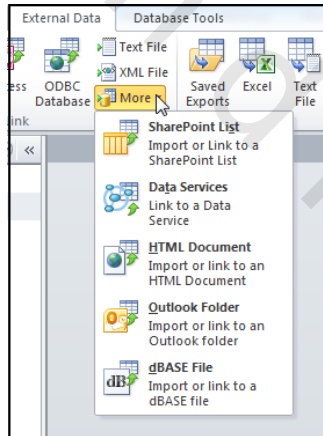 External Data
Database Tools
Text File
XML File
More
ess
ODBC
Database
Saved
Exports
Excel
Text
File
ink
«
SharePoint List
Import or Link to a
SharePoint List
Data Services
Link to a Data
Service
HTML Document
Import or link to an
HTML Document
Outlook Folder
Import or link to an
Outlook folder
dB
dBASE File
Import or link to a
dBASE file